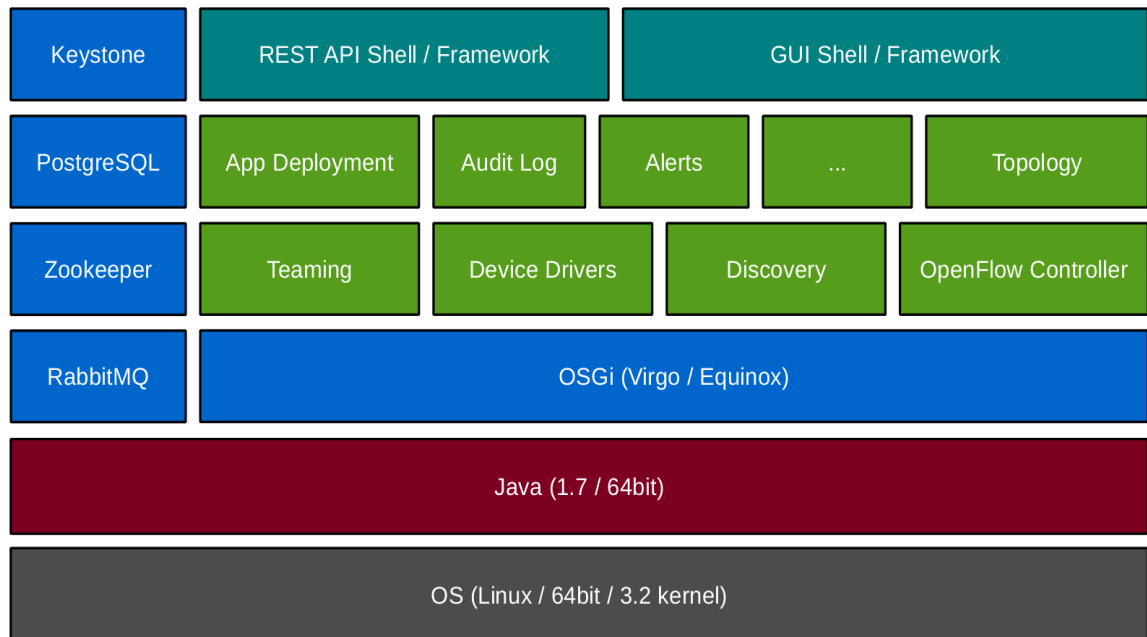 Keystone
REST API Shell / Framework
GUI Shell / Framework
PostgreSQL
App Deployment
Audit Log
Alerts
...
Topology
Zookeeper
Teaming
Device Drivers
Discovery
OpenFlow Controller
RabbitMQ
OSGi (Virgo / Equinox)
Java (1.7 / 64bit)
OS (Linux / 64bit / 3.2 kernel)